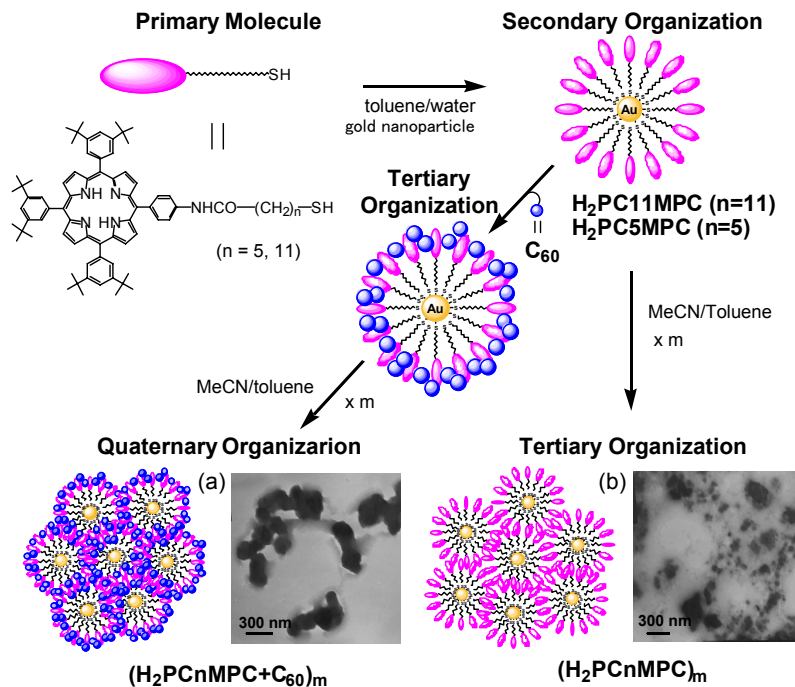 Primary Molecule
Secondary Organization
SH
toluene/water
gold nanoparticle
Au
NH
N
N
HN
NHCO
(CH2)n
SH
(n = 5, 11)
Tertiary
Organization
C60
H2PC11MPC (n=11)
H2PC5MPC (n=5)
Au
MeCN/Toluene
x m
MeCN/toluene
x m
Quaternary Organizarion
Tertiary Organization
(a)
(b)
300 nm
300 nm
(H2PCnMPC+C60)m
(H2PCnMPC)m